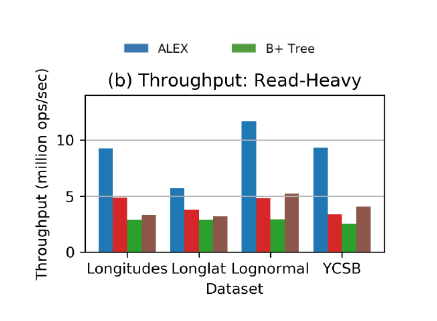 ALEX B+ Tree
(b) Throughput: Read-Heavy
Throughput (million ops/sec)
10
5
0
Longitudes Longlat Lognormal YCSB
Dataset